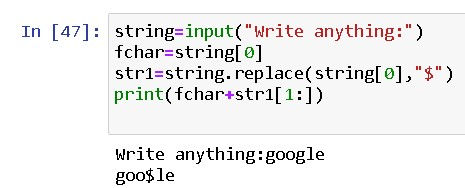 In [47]: string=input("Write anything:")
fchar=string[0]
str1=string.replace(string[0],"$")
print(fchar+str1[1:])
Write anything:google
goo$le